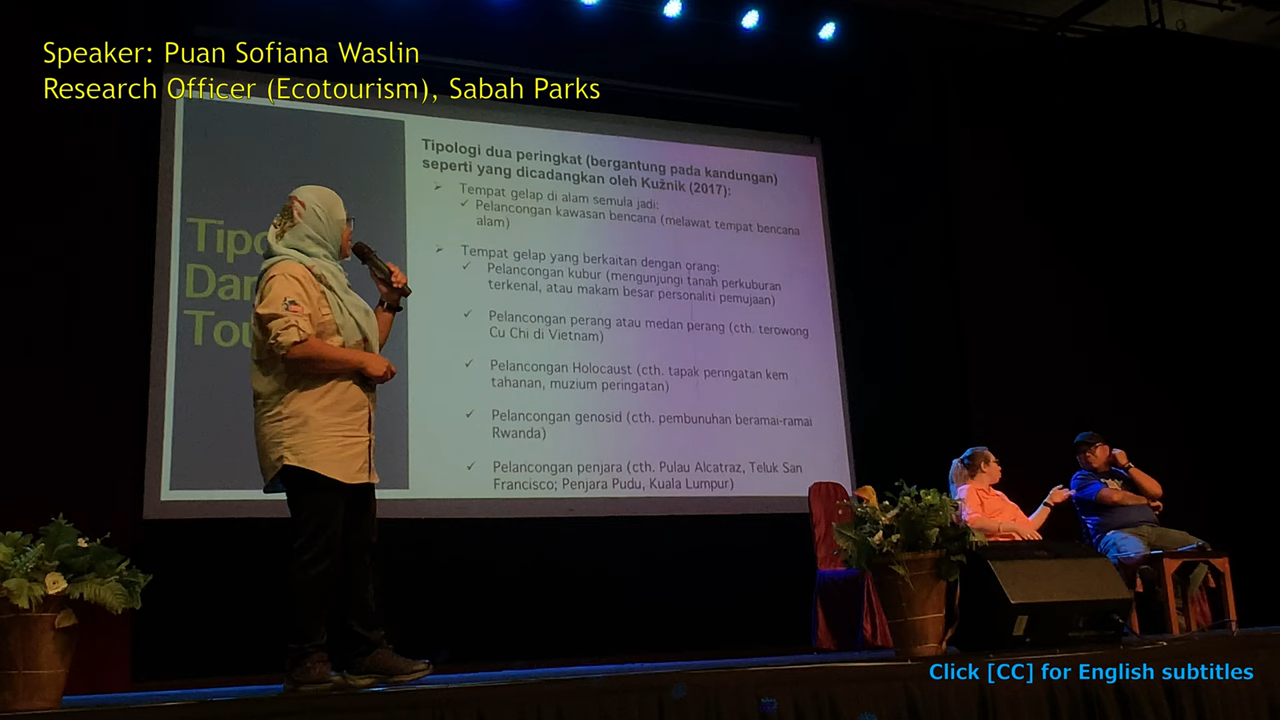 Speaker: Puan Sofiana Waslin
Research Officer (Ecotourism), Sabah Parks
Tipologi dua peringkat (bergantung pada kandungan)
seperti yang dicadangkan oleh Kužnik (2017):
Tempat gelap di alam semula jadi:
✓ Pelancongan kawasan bencana (melawat tempat bencana
alam)
Tempat gelap yang berkaitan dengan orang:
✓ Pelancongan kubur (mengunjungi tanah perkuburan
terkenal, atau makam besar personaliti pemujaan)
✓ Pelancongan perang atau medan perang (cth. terowong
Cu Chi di Vietnam)
✓ Pelancongan Holocaust (cth. tapak peringatan kem
tahanan, muzium peringatan)
✓ Pelancongan genosid (cth. pembunuhan beramai-ramai
Rwanda)
✓ Pelancongan penjara (cth. Pulau Alcatraz, Teluk San
Francisco; Penjara Pudu, Kuala Lumpur)
Click [CC] for English subtitles